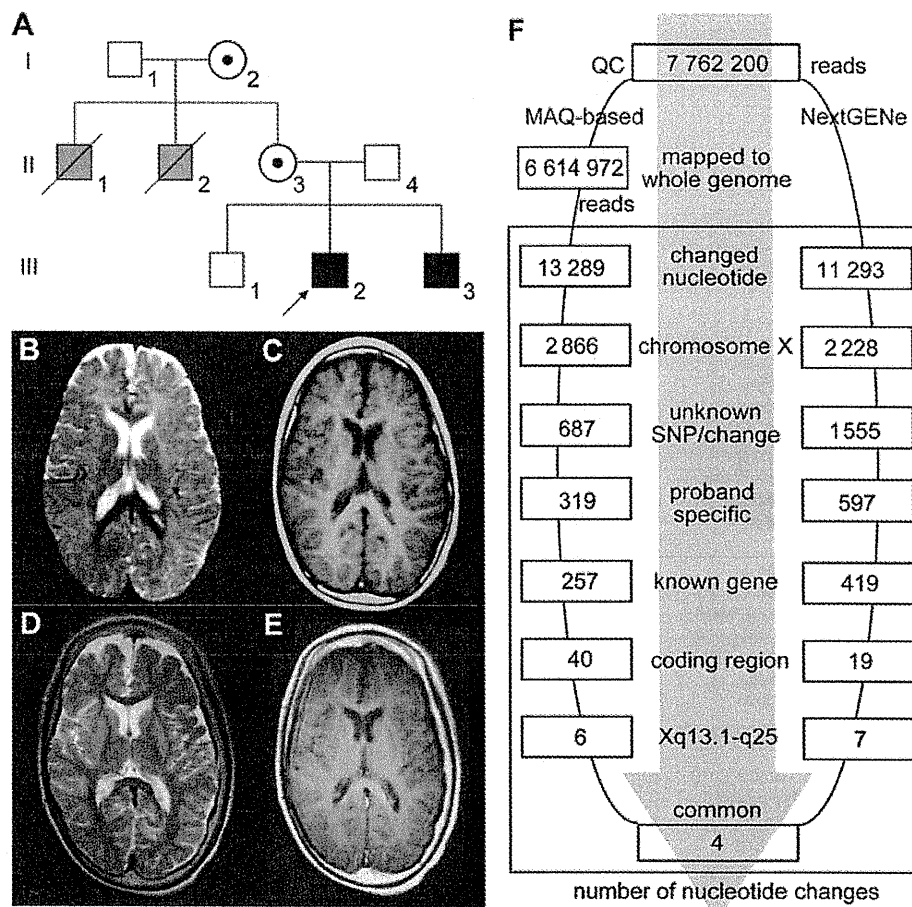 A
I
1
2
II
1
2
3
4
III
1
2
3
B
C
D
E
F
QC
7 762 200
reads
MAQ-based
NextGENe
6 614 972
reads
mapped to
whole genome
13 289
changed
nucleotide
11 293
2 866
chromosome X
2 228
687
unknown
SNP/change
1 555
319
proband
specific
597
257
known gene
419
40
coding region
19
6
Xq13.1-q25
7
common
4
number of nucleotide changes